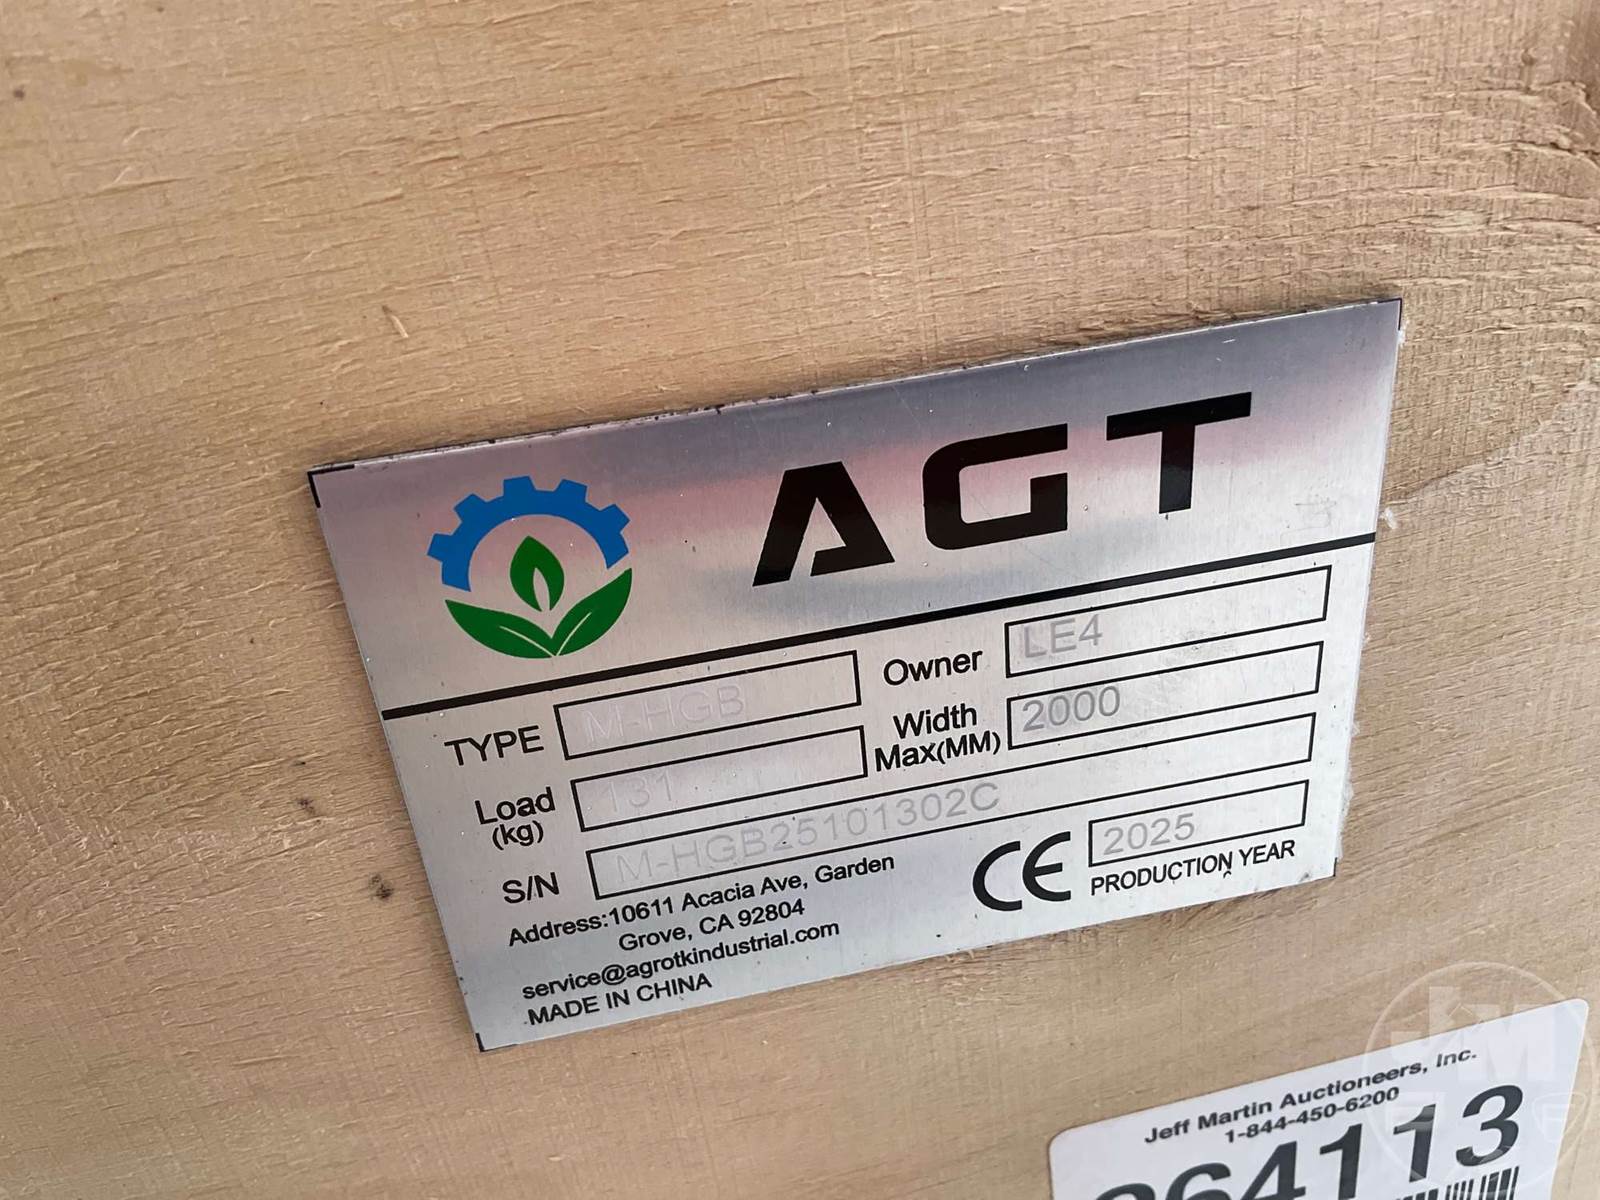 AGT
TYPE M-HGB Owner LE4
Load (kg) 131 Width Max(MM) 2000
S/N M-HGB25101302C
Address:10611 Acacia Ave, Garden
Grove, CA 92804
service@agrotkindustrial.com
MADE IN CHINA
CE 2025
PRODUCTION YEAR
Jeff Martin Auctioneers, Inc.
1-844-450-6200
264113